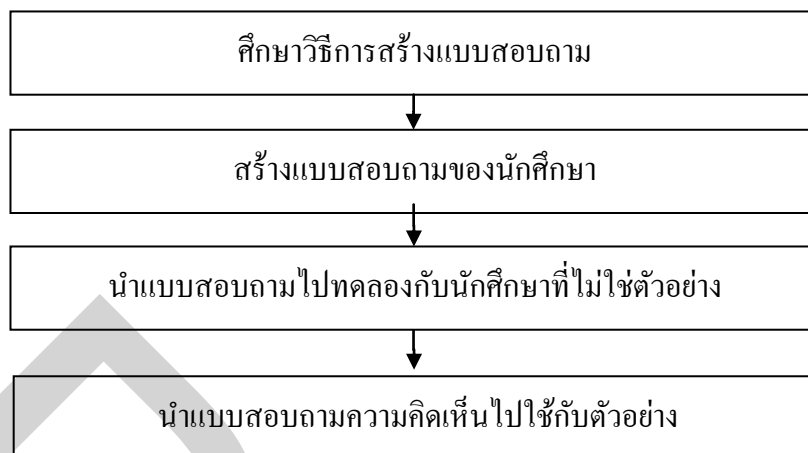 ศึกษาวิธีการสร้างแบบสอบถาม
สร้างแบบสอบถามของนักศึกษา
นำแบบสอบถามไปทดลองกับนักศึกษาที่ไม่ใช่ตัวอย่าง
นำแบบสอบถามความคิดเห็นไปใช้กับตัวอย่าง